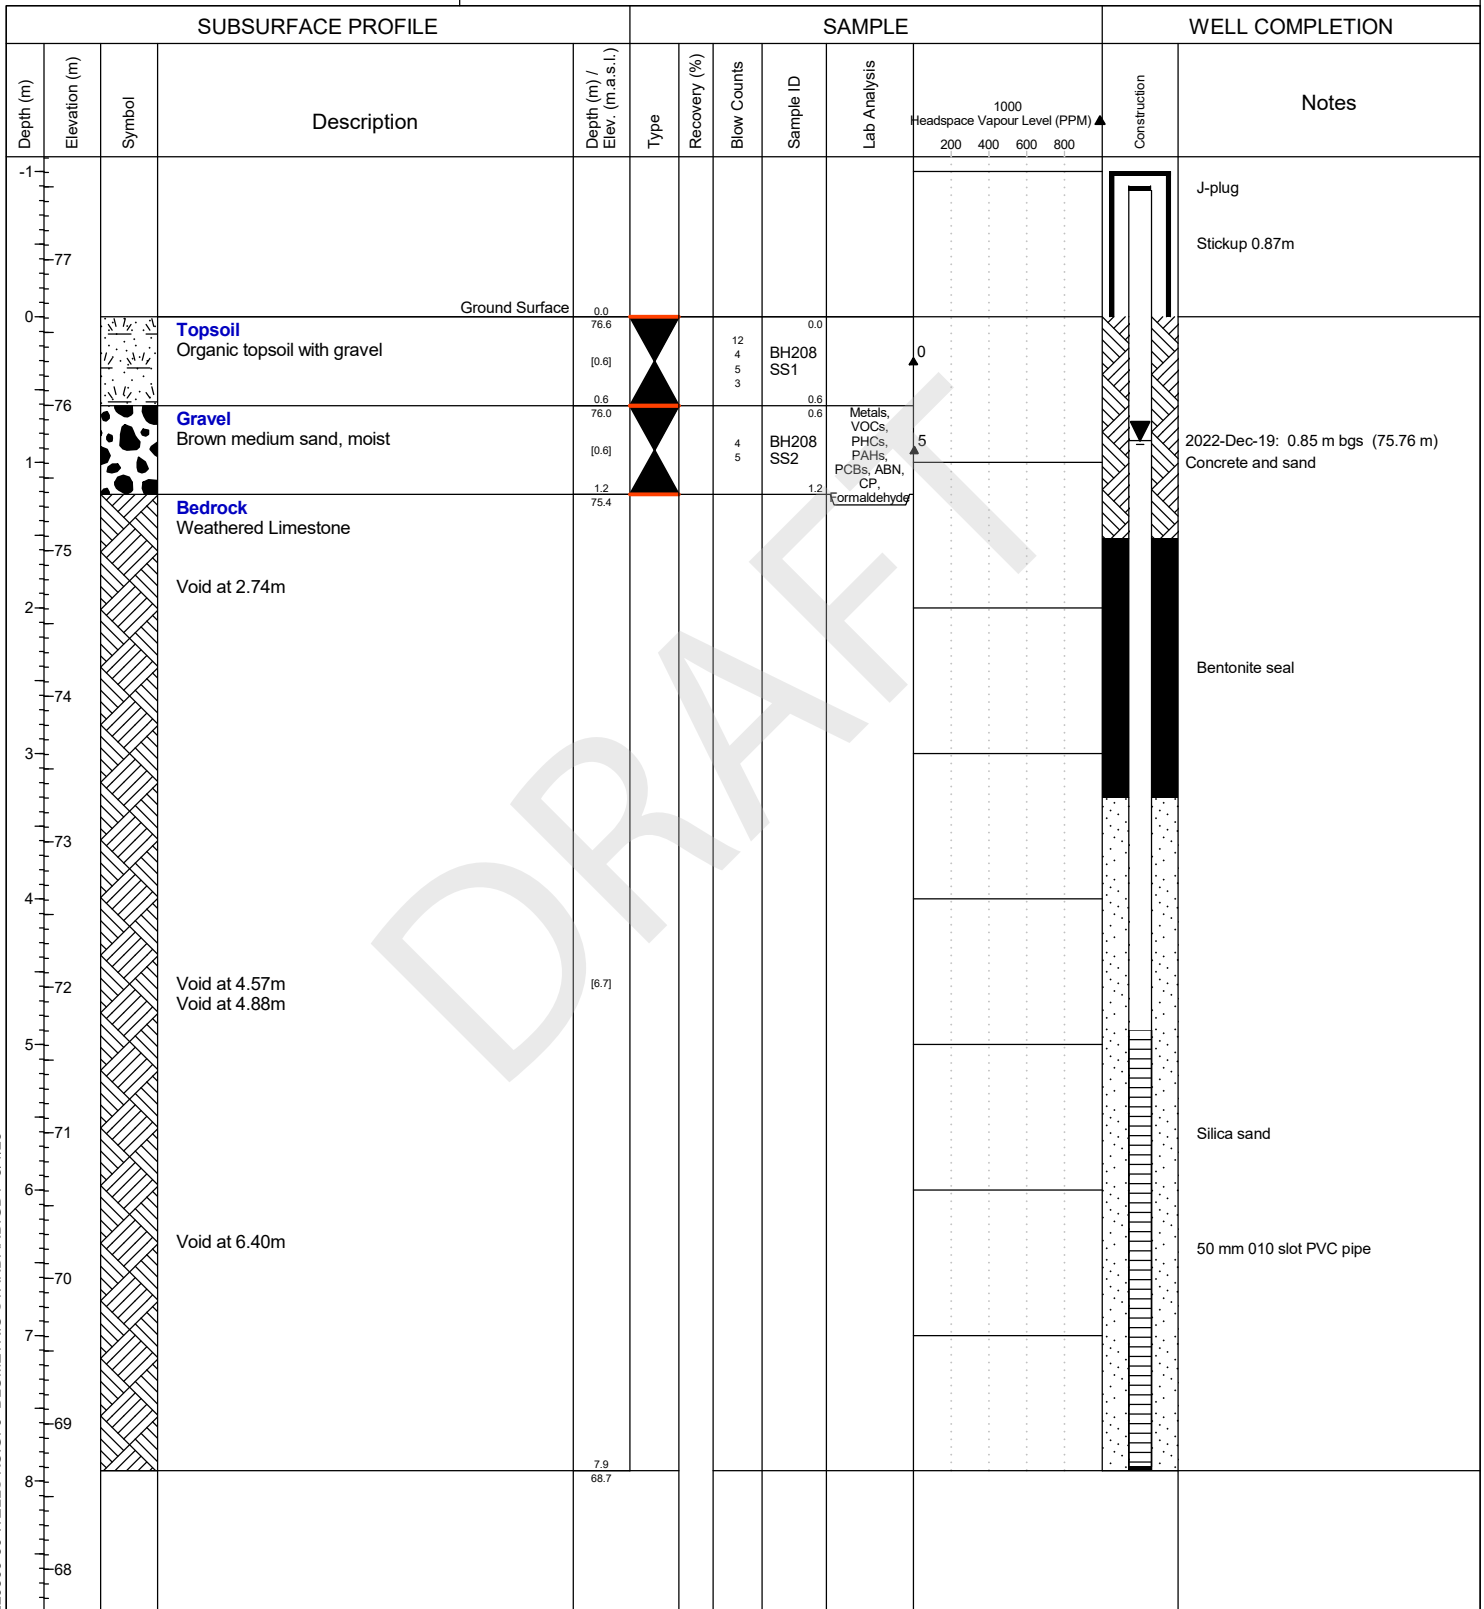 SUBSURFACE PROFILE
SAMPLE
WELL COMPLETION
Depth (m)
Elevation (m)
Symbol
Description
Depth (m) /
Elev. (m.a.s.l.)
Type
Recovery (%)
Blow Counts
Sample ID
Lab Analysis
1000
Headspace Vapour Level (PPM)
200 400 600 800
Construction
Notes
-1
J-plug
Stickup 0.87m
77
Ground Surface
0.0
0
Topsoil
Organic topsoil with gravel
76.6
[0.6]
0.6
12
4
5
3
0.0
BH208
SS1
0.6
0
76
Gravel
Brown medium sand, moist
76.0
[0.6]
1.2
4
5
0.6
BH208
SS2
1.2
Metals,
VOCs,
PHCs,
PAHs,
PCBs, ABN,
CP,
Formaldehyde
5
2022-Dec-19: 0.85 m bgs (75.76 m)
Concrete and sand
1
Bedrock
Weathered Limestone
75.4
75
Void at 2.74m
2
Bentonite seal
74
3
73
4
Void at 4.57m
Void at 4.88m
72
[6.7]
5
71
Silica sand
6
Void at 6.40m
50 mm 010 slot PVC pipe
70
7
69
7.9
68.7
8
68
DRAFT